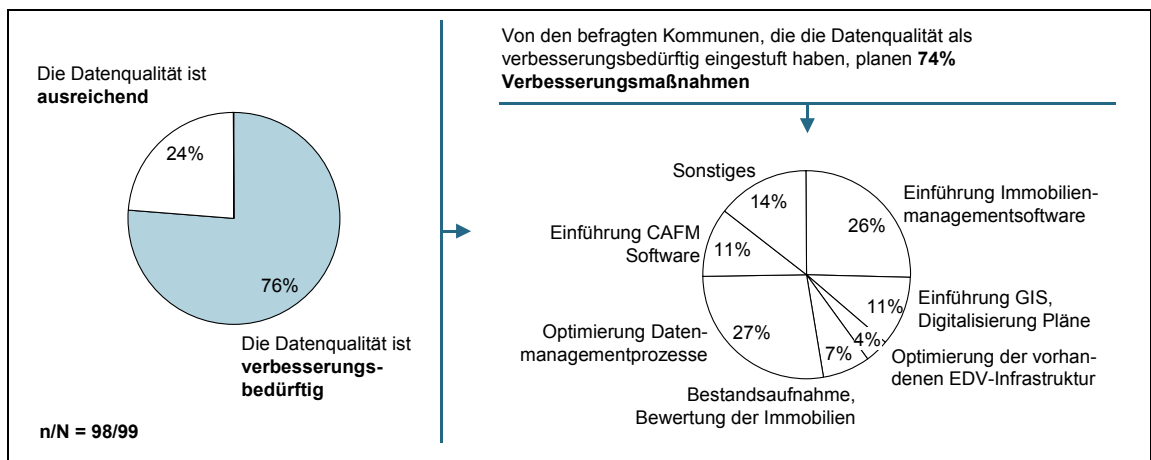 Die Datenqualität ist
ausreichend
24%
76%
Die Datenqualität ist
verbesserungs-
bedürftig
n/N = 98/99
Von den befragten Kommunen, die die Datenqualität als
verbesserungsbedürftig eingestuft haben, planen 74%
Verbesserungsmaßnahmen
Sonstiges
14%
Einführung Immobilien-
managementsoftware
26%
Einführung CAFM
Software
11%
Einführung GIS,
Digitalisierung Pläne
11%
Optimierung Daten-
managementprozesse
27%
7%
4%
Optimierung der vorhan-
denen EDV-Infrastruktur
Bestandsaufnahme,
Bewertung der Immobilien